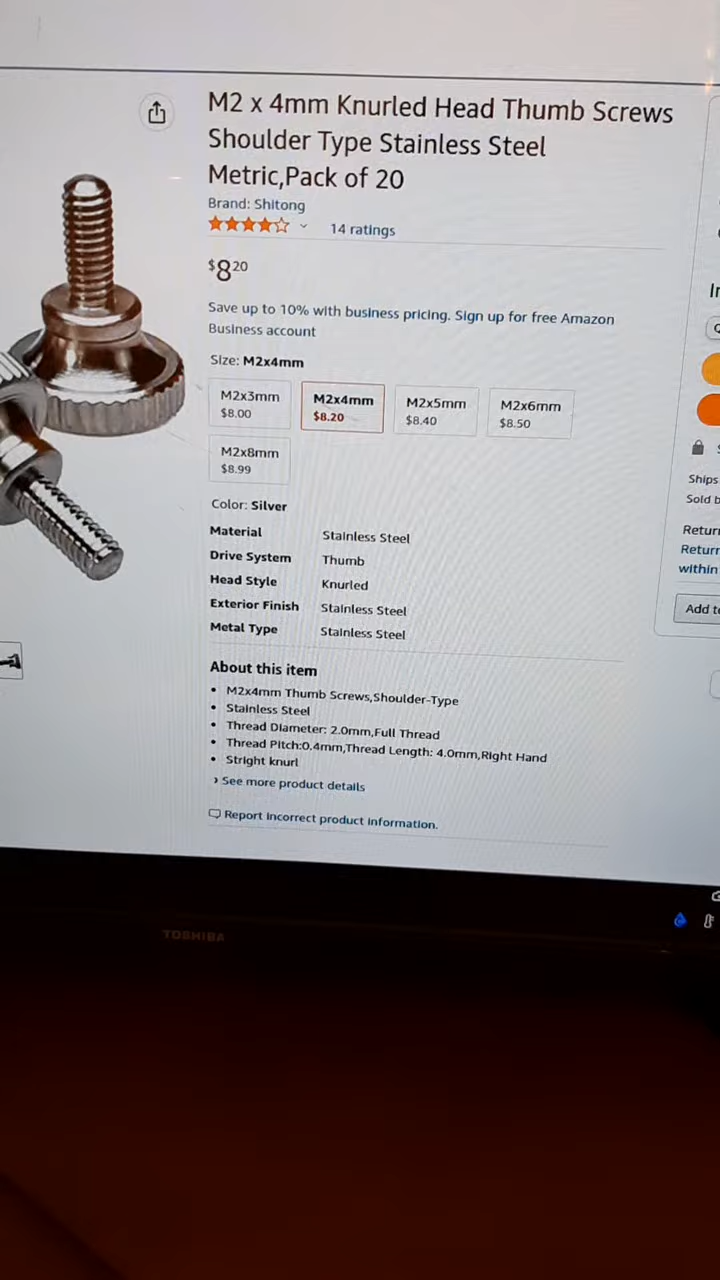 M2 x 4mm Knurled Head Thumb Screws
Shoulder Type Stainless Steel
Metric,Pack of 20
Brand: Shitong
14 ratings
$8.20
Save up to 10% with business pricing. Sign up for free Amazon
Business account
Size: M2x4mm
M2x3mm M2x4mm M2x5mm M2x6mm
$8.00 $8.20 $8.40 $8.50
M2x8mm
$8.99
Color: Silver
Material Stainless Steel
Drive System Thumb
Head Style Knurled
Exterior Finish Stainless Steel
Metal Type Stainless Steel
About this item
• M2x4mm Thumb Screws,Shoulder-Type
• Stainless Steel
• Thread Diameter: 2.0mm,Full Thread
• Thread Pitch:0.4mm,Thread Length: 4.0mm,Right Hand
• Stright knurl
› See more product details
Report incorrect product information.
Ships
Sold b
Return
Return
within
Add to
TOSHIBA